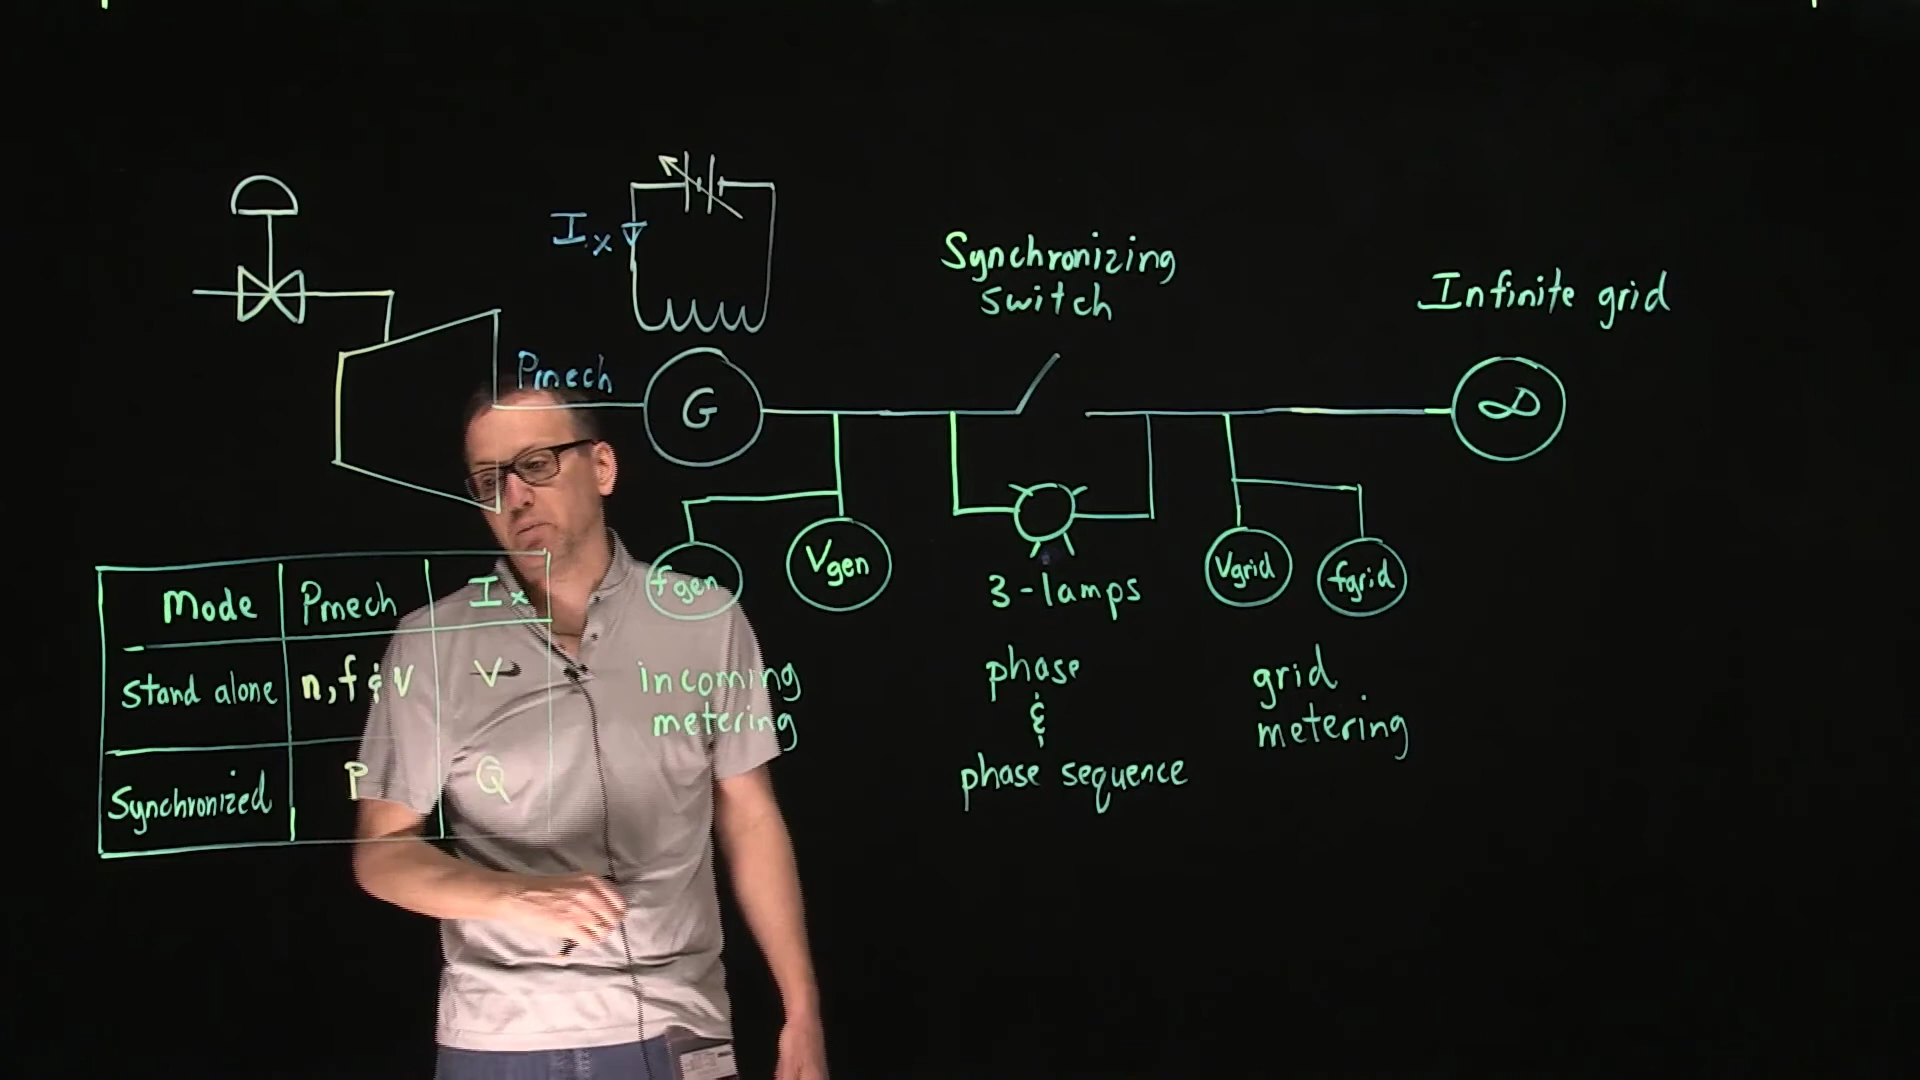 Ix
Synchronizing
switch
Infinite grid
Pmech
G
∞
fgen
Vgen
Vgrid
fgrid
3-lamps
Mode Pmech Ix
Stand alone n, f & V V
Synchronized P Q
incoming
metering
phase
&
phase sequence
grid
metering